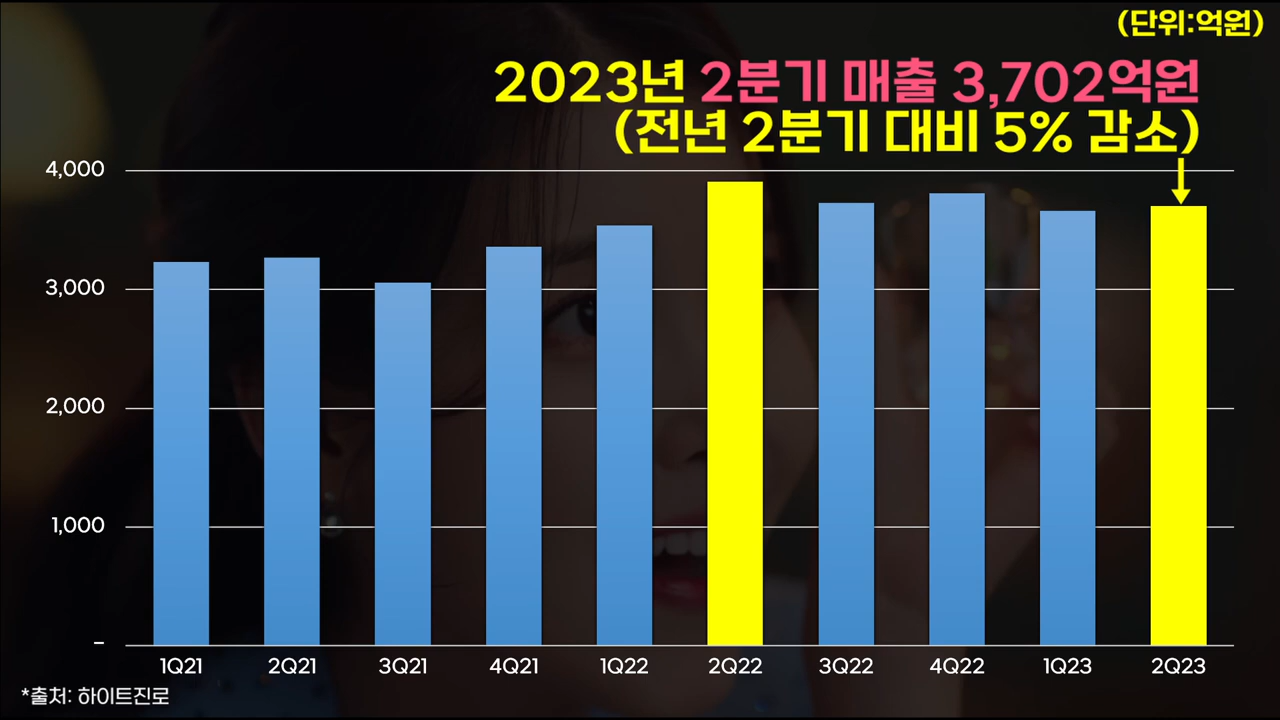 (단위:억원)
2023년 2분기 매출 3,702억원
(전년 2분기 대비 5% 감소)
4,000
3,000
2,000
1,000
–
1Q21 2Q21 3Q21 4Q21 1Q22 2Q22 3Q22 4Q22 1Q23 2Q23
*출처: 하이트진로